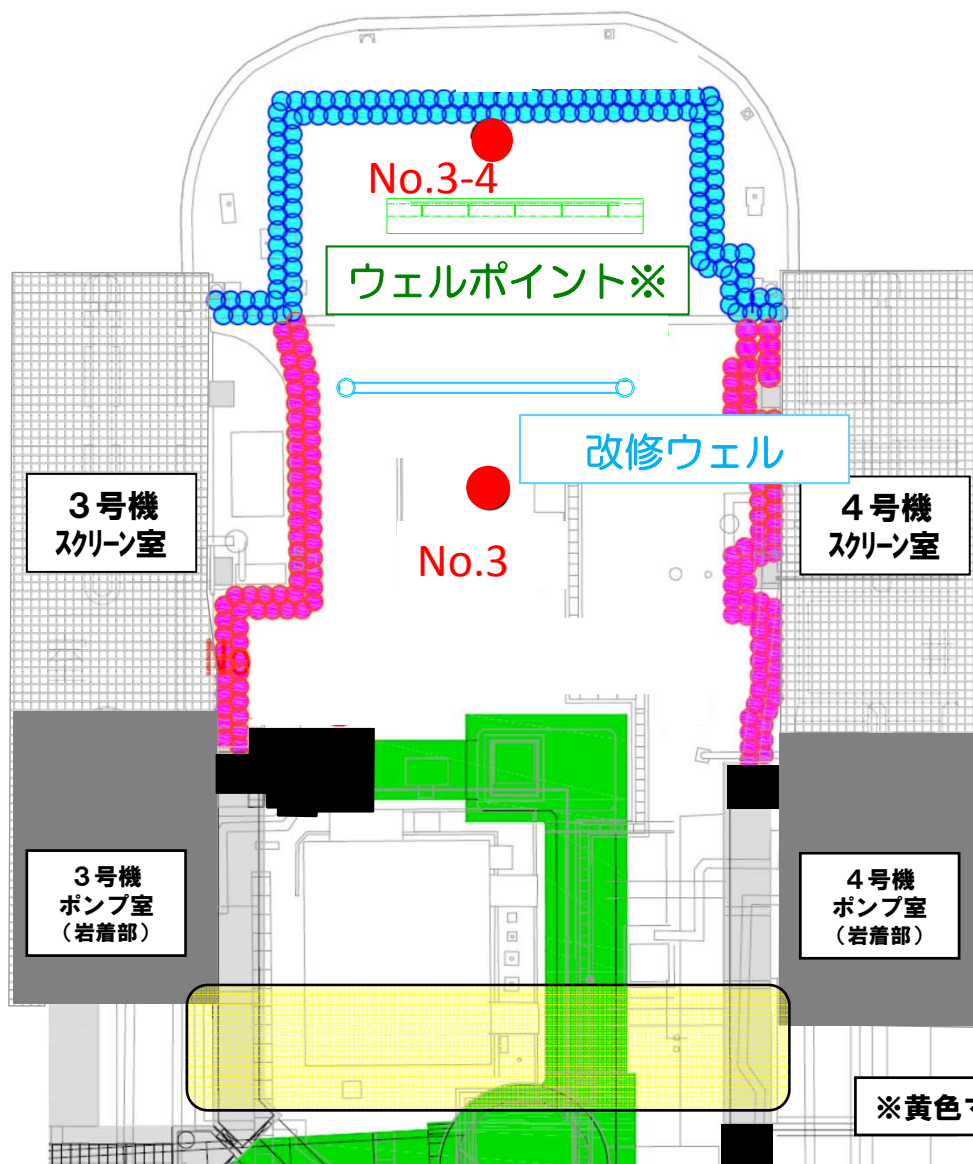 No.3-4
ウェルポイント※
改修ウェル
３号機
スクリーン室
４号機
スクリーン室
No.3
３号機
ポンプ室
（岩着部）
４号機
ポンプ室
（岩着部）
※黄色